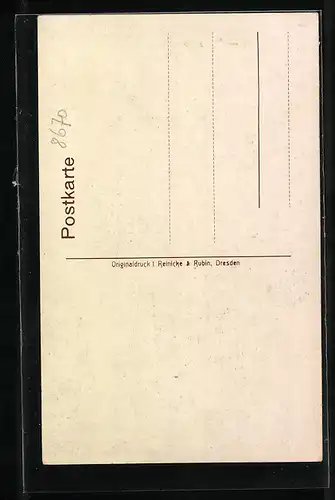 Postkarte
8670
Originaldruck: Reinicke & Rubin, Dresden